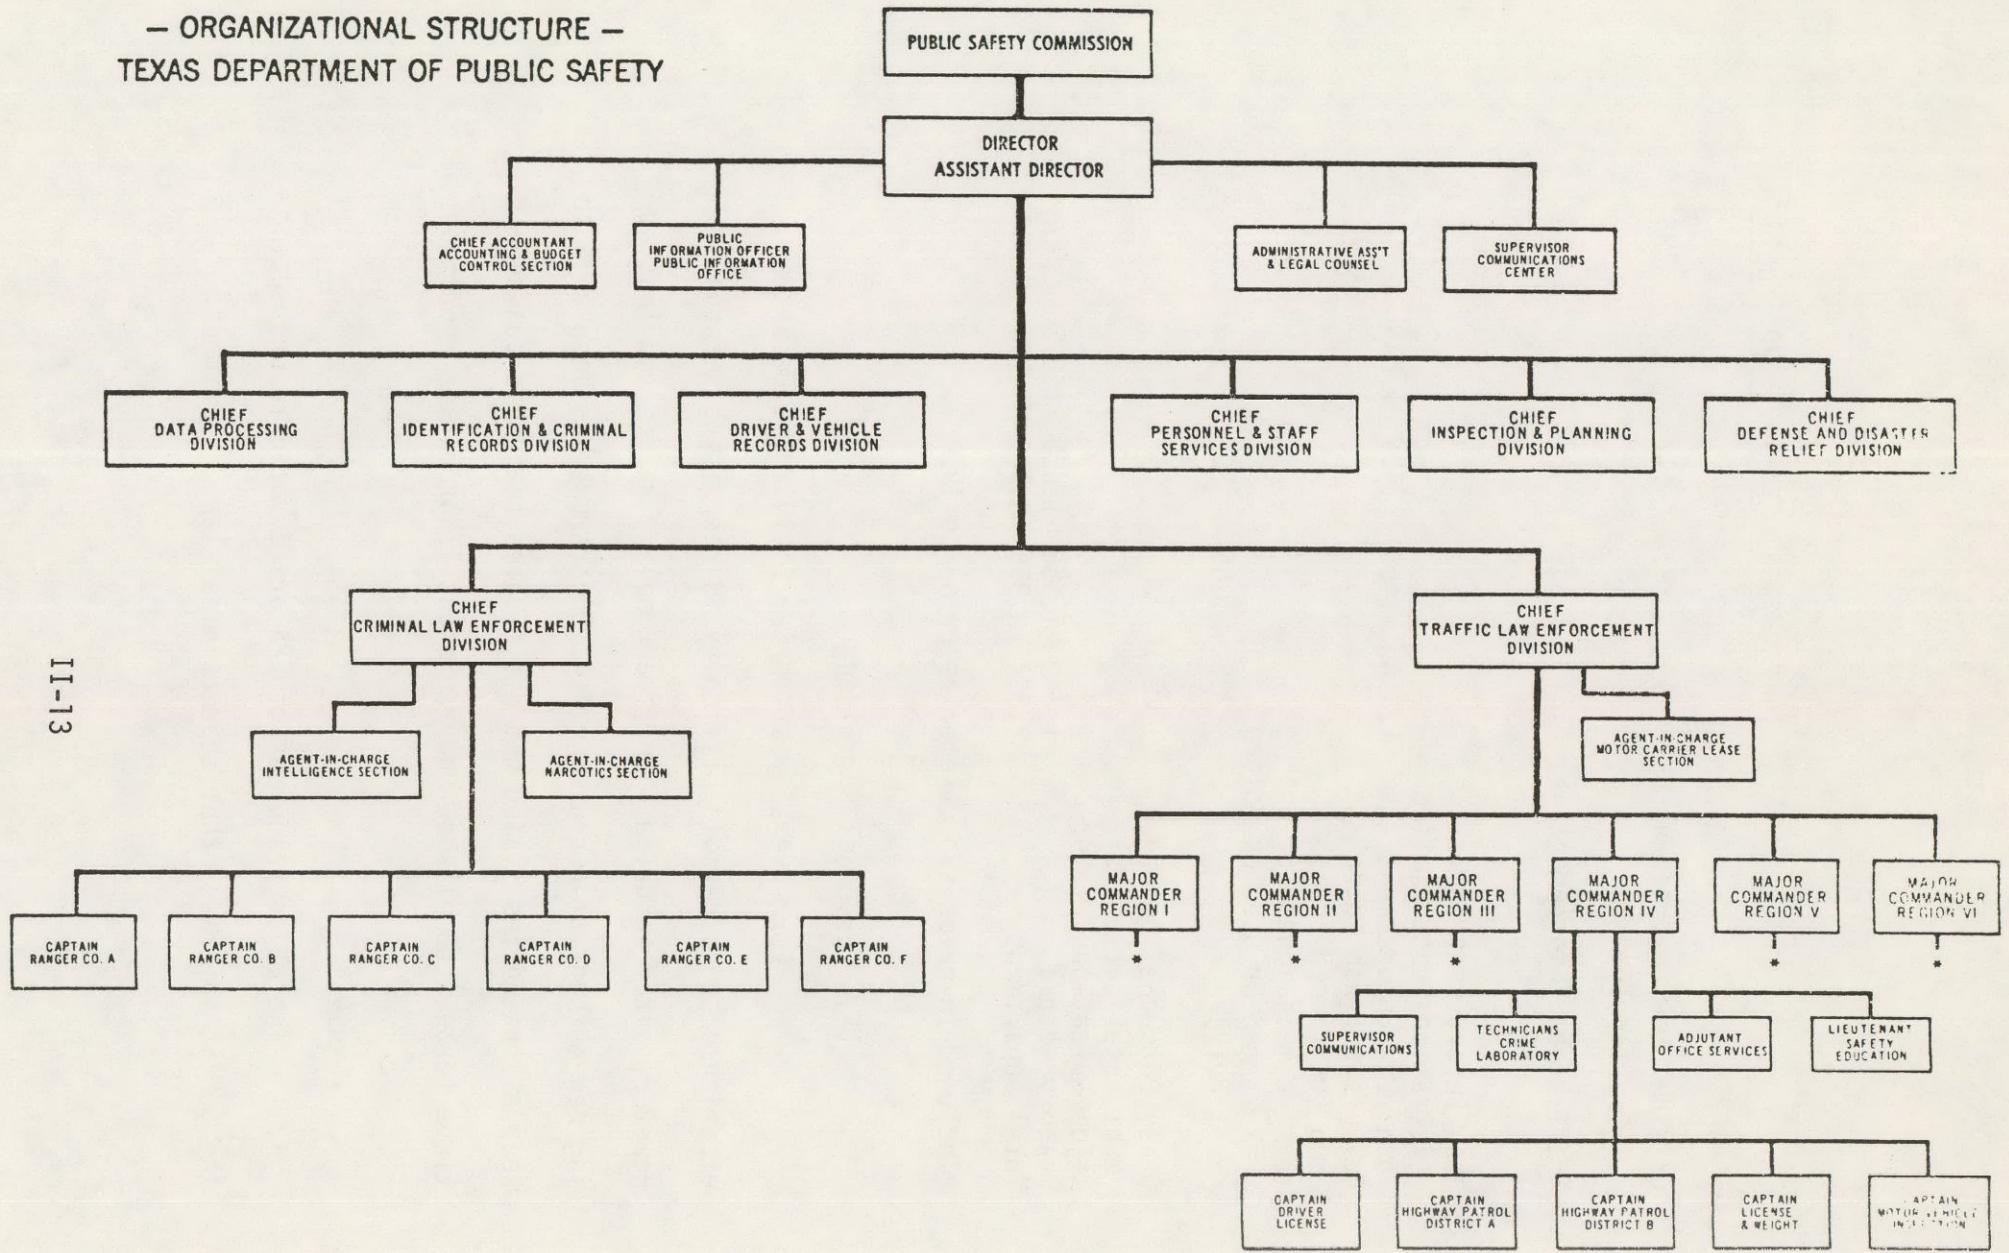 — ORGANIZATIONAL STRUCTURE —
TEXAS DEPARTMENT OF PUBLIC SAFETY
PUBLIC SAFETY COMMISSION
DIRECTOR
ASSISTANT DIRECTOR
CHIEF ACCOUNTANT
ACCOUNTING & BUDGET
CONTROL SECTION
PUBLIC
INFORMATION OFFICER
PUBLIC INFORMATION
OFFICE
ADMINISTRATIVE ASS'T
& LEGAL COUNSEL
SUPERVISOR
COMMUNICATIONS
CENTER
CHIEF
DATA PROCESSING
DIVISION
CHIEF
IDENTIFICATION & CRIMINAL
RECORDS DIVISION
CHIEF
DRIVER & VEHICLE
RECORDS DIVISION
CHIEF
PERSONNEL & STAFF
SERVICES DIVISION
CHIEF
INSPECTION & PLANNING
DIVISION
CHIEF
DEFENSE AND DISASTER
RELIEF DIVISION
CHIEF
CRIMINAL LAW ENFORCEMENT
DIVISION
CHIEF
TRAFFIC LAW ENFORCEMENT
DIVISION
II-13
AGENT-IN-CHARGE
INTELLIGENCE SECTION
AGENT-IN-CHARGE
NARCOTICS SECTION
AGENT-IN-CHARGE
MOTOR CARRIER LEASE
SECTION
CAPTAIN
RANGER CO. A
CAPTAIN
RANGER CO. B
CAPTAIN
RANGER CO. C
CAPTAIN
RANGER CO. D
CAPTAIN
RANGER CO. E
CAPTAIN
RANGER CO. F
MAJOR
COMMANDER
REGION I
*
MAJOR
COMMANDER
REGION II
*
MAJOR
COMMANDER
REGION III
*
MAJOR
COMMANDER
REGION IV
MAJOR
COMMANDER
REGION V
*
MAJOR
COMMANDER
REGION VI
*
SUPERVISOR
COMMUNICATIONS
TECHNICIANS
CRIME
LABORATORY
ADJUTANT
OFFICE SERVICES
LIEUTENANT
SAFETY
EDUCATION
CAPTAIN
DRIVER
LICENSE
CAPTAIN
HIGHWAY PATROL
DISTRICT A
CAPTAIN
HIGHWAY PATROL
DISTRICT B
CAPTAIN
LICENSE
& WEIGHT
CAPTAIN
MOTOR VEHICLE
INSPECTION